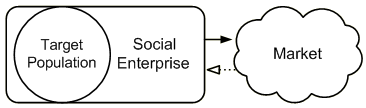 Target
Population
Social
Enterprise
Market